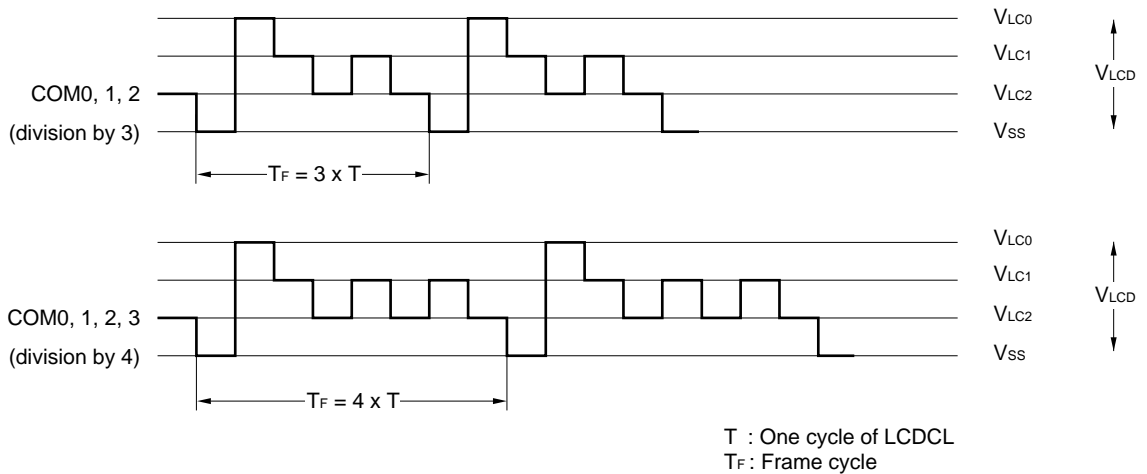 VLC0
VLC1
COM0, 1, 2
VLC2
VLCD
(division by 3)
VSS
TF = 3 x T
VLC0
VLC1
COM0, 1, 2, 3
VLC2
VLCD
(division by 4)
VSS
TF = 4 x T
T : One cycle of LCDCL
TF : Frame cycle